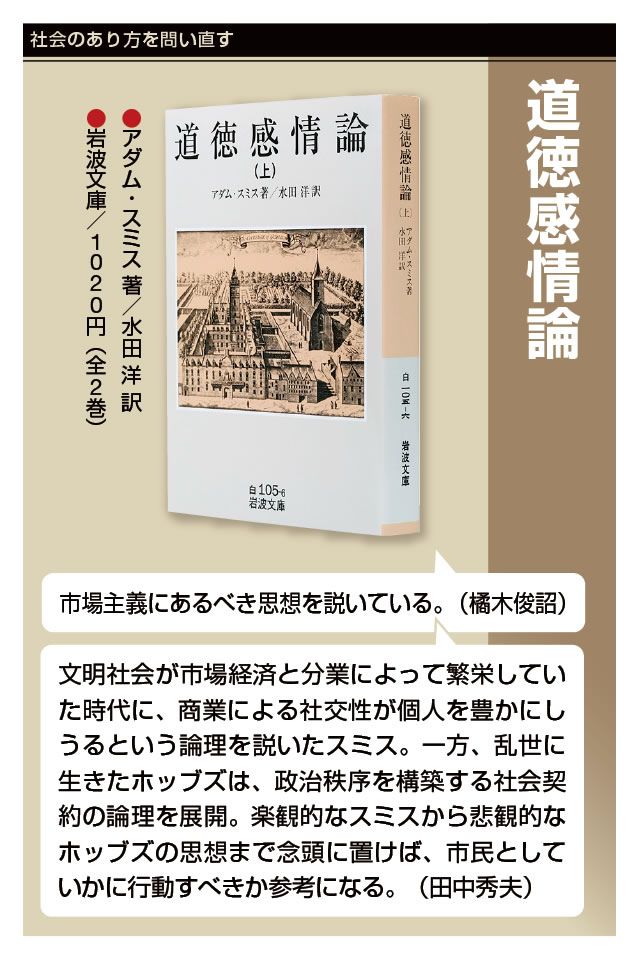 社会のあり方を問い直す
道徳感情論
●アダム・スミス 著／水田 洋 訳
●岩波文庫／1020円（全2巻）
道徳感情論
（上）
アダム・スミス著／水田 洋訳
白105-6
岩波文庫
道徳感情論（上）
アダム・スミス著
水田 洋訳
白一〇五-六
岩波文庫
市場主義にあるべき思想を説いている。（橘木俊詔）
文明社会が市場経済と分業によって繁栄してい
た時代に、商業による社交性が個人を豊かにし
うるという論理を説いたスミス。一方、乱世に
生きたホッブズは、政治秩序を構築する社会契
約の論理を展開。楽観的なスミスから悲観的な
ホッブズの思想まで念頭に置けば、市民として
いかに行動すべきか参考になる。（田中秀夫）